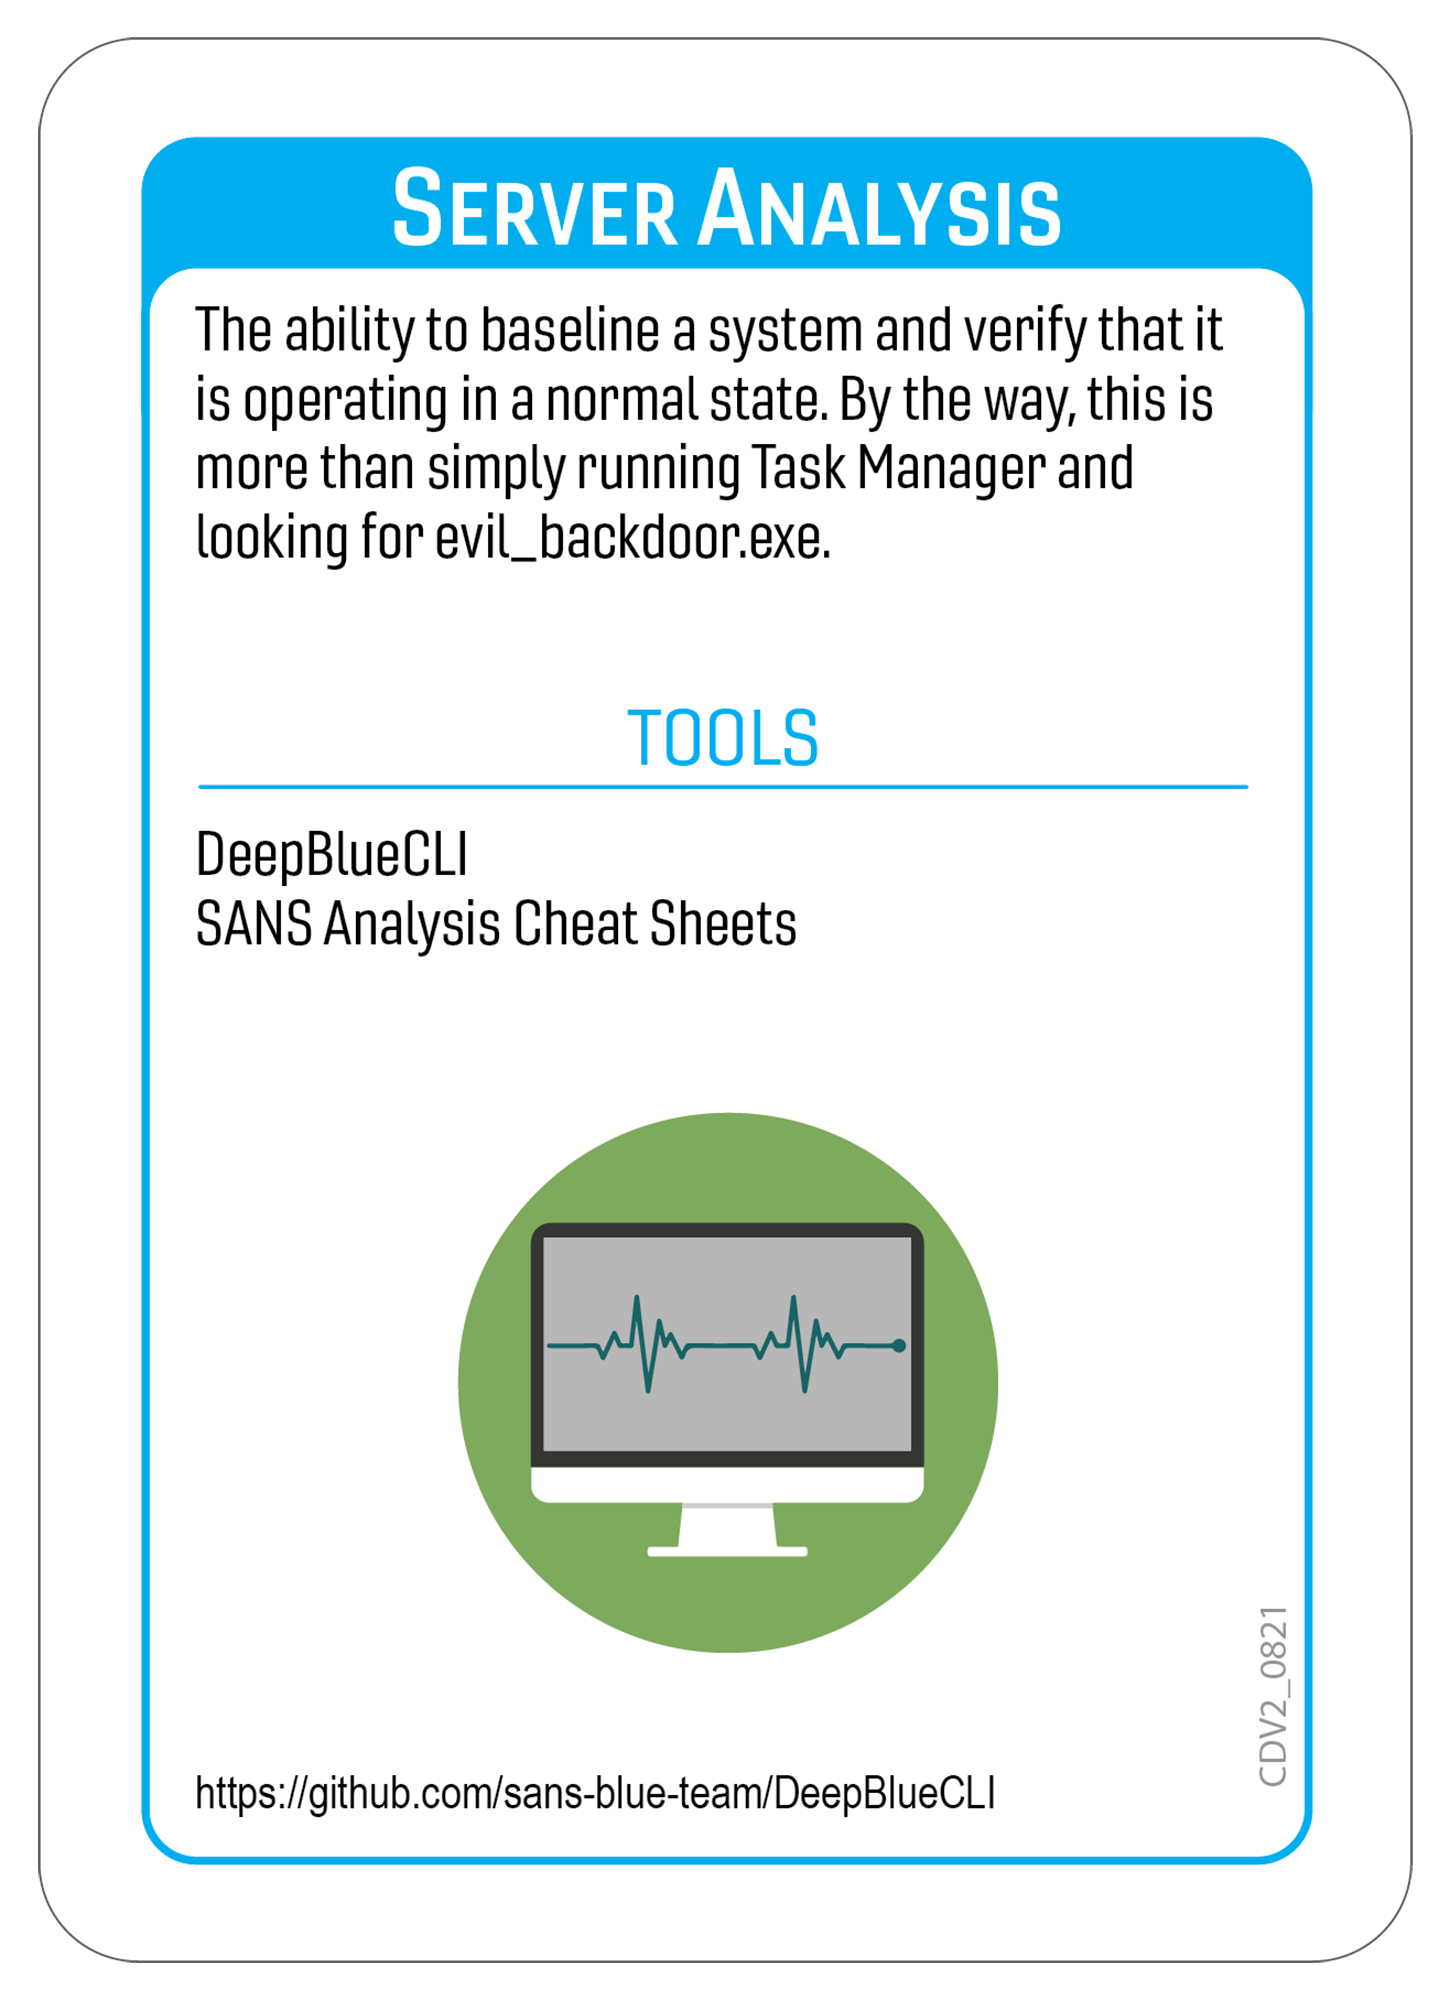 SERVER ANALYSIS
The ability to baseline a system and verify that it
is operating in a normal state. By the way, this is
more than simply running Task Manager and
looking for evil_backdoor.exe.
TOOLS
DeepBlueCLI
SANS Analysis Cheat Sheets
CDV2_0821
https://github.com/sans-blue-team/DeepBlueCLI